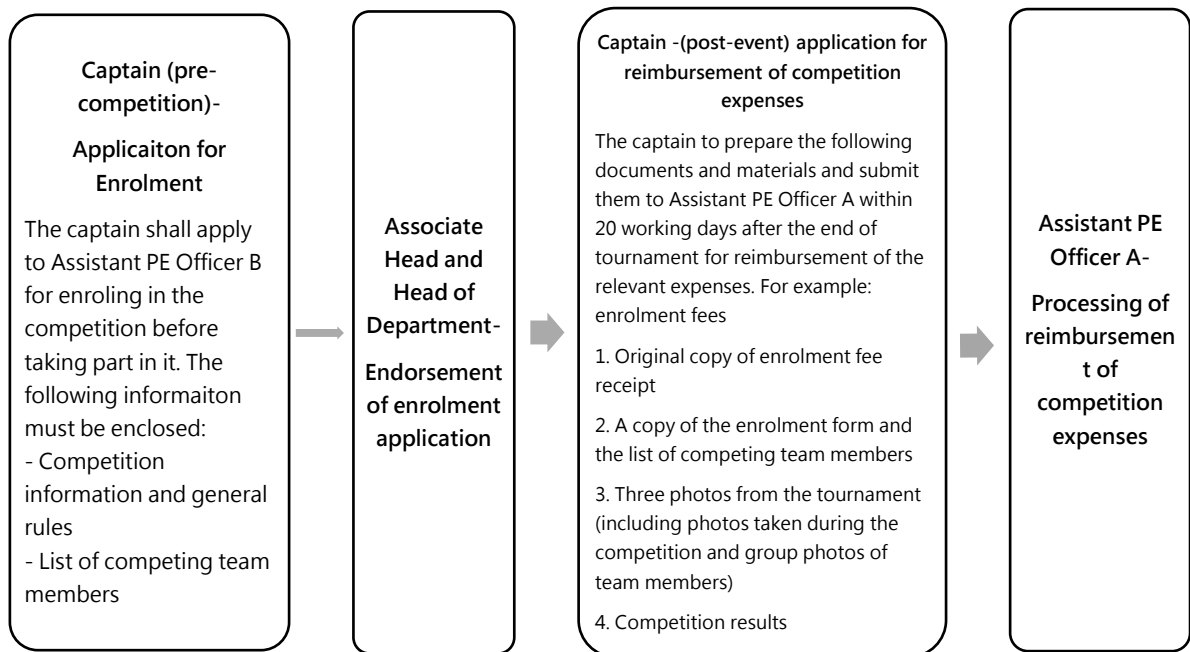 Captain (pre-
competition)-
Applicaiton for
Enrolment
The captain shall apply
to Assistant PE Officer B
for enroling in the
competition before
taking part in it. The
following informaiton
must be enclosed:
- Competition
information and general
rules
- List of competing team
members
Associate
Head and
Head of
Department-
Endorsement
of enrolment
application
Captain -(post-event) application for
reimbursement of competition
expenses
The captain to prepare the following
documents and materials and submit
them to Assistant PE Officer A within
20 working days after the end of
tournament for reimbursement of the
relevant expenses. For example:
enrolment fees
1. Original copy of enrolment fee
receipt
2. A copy of the enrolment form and
the list of competing team members
3. Three photos from the tournament
(including photos taken during the
competition and group photos of
team members)
4. Competition results
Assistant PE
Officer A-
Processing of
reimbursemen
t of
competition
expenses